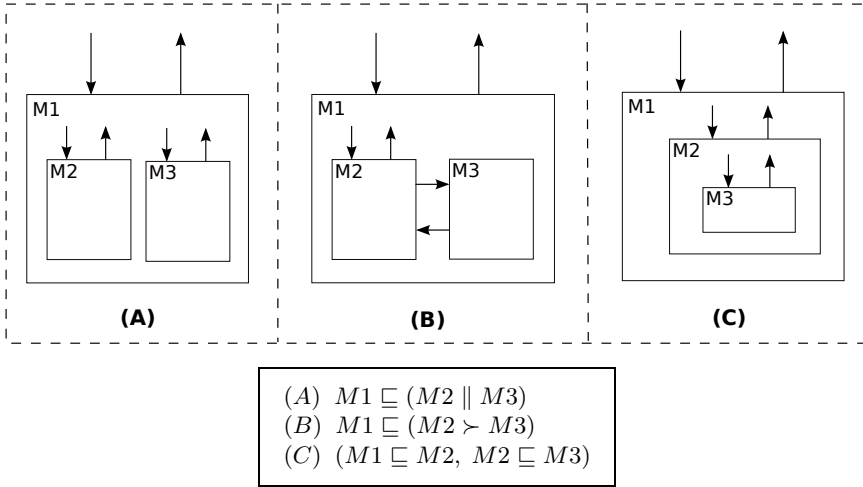 M1
M2
M3
(A)
M1
M2
M3
(B)
M1
M2
M3
(C)
(A) M1 ⊑ (M2 ∥ M3)
(B) M1 ⊑ (M2 ≻ M3)
(C) (M1 ⊑ M2, M2 ⊑ M3)